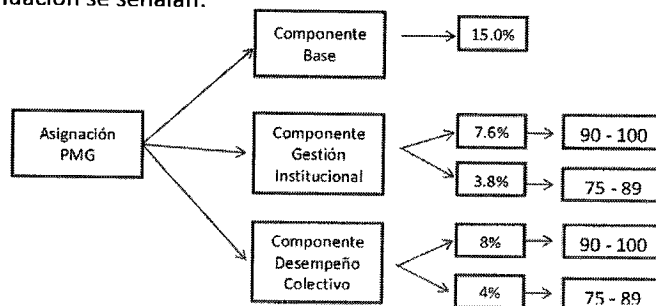 señalan:
Componente
Base
15.0%
Asignación
PMG
Componente
Gestión
Institucional
7.6%
90 - 100
3.8%
75 - 89
Componente
Desempeño
Colectivo
8%
90 - 100
4%
75 - 89